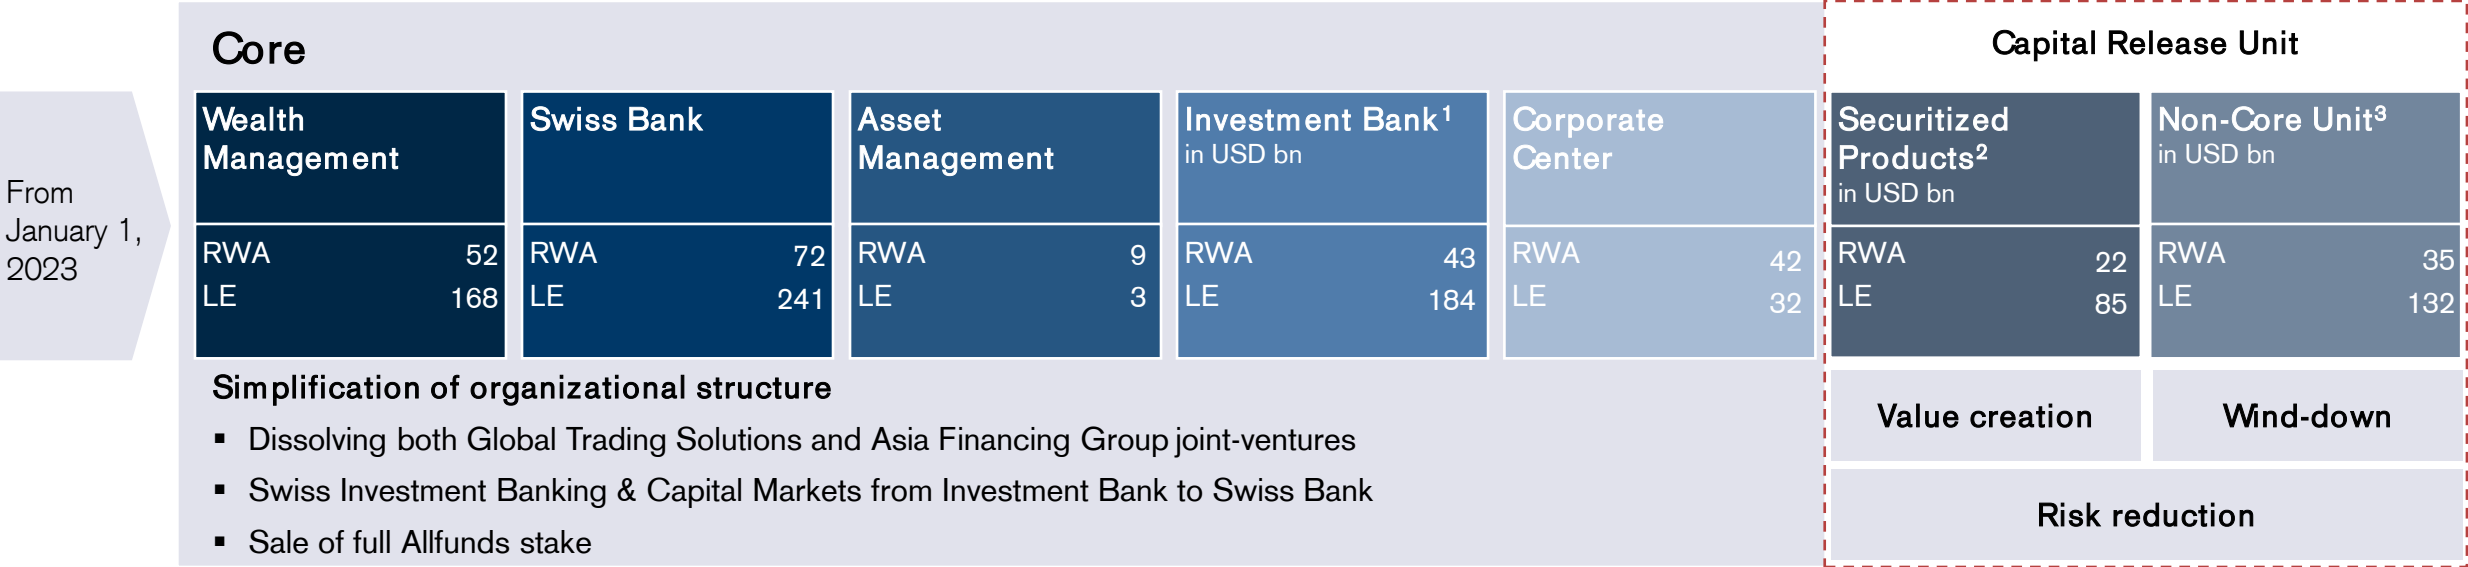 From
January 1,
2023
Core
Wealth
Management
RWA 52
LE 168
Swiss Bank
RWA 72
LE 241
Asset
Management
RWA 9
LE 3
Investment Bank¹
in USD bn
RWA 43
LE 184
Corporate
Center
RWA 42
LE 32
Simplification of organizational structure
▪ Dissolving both Global Trading Solutions and Asia Financing Group joint-ventures
▪ Swiss Investment Banking & Capital Markets from Investment Bank to Swiss Bank
▪ Sale of full Allfunds stake
Capital Release Unit
Securitized
Products²
in USD bn
RWA 22
LE 85
Non-Core Unit³
in USD bn
RWA 35
LE 132
Value creation
Wind-down
Risk reduction